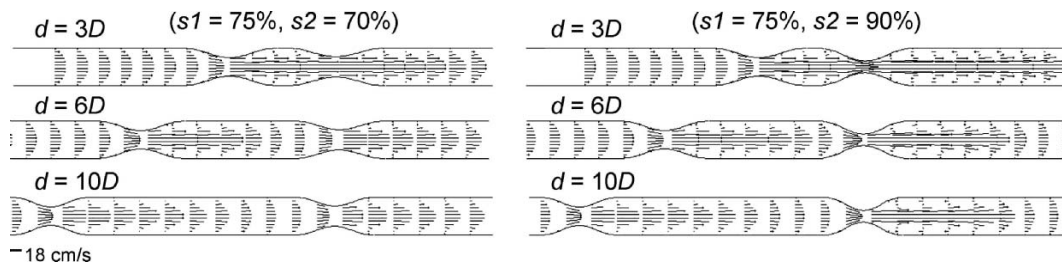 d = 3D (s1 = 75%, s2 = 70%)
d = 6D
d = 10D
18 cm/s
d = 3D (s1 = 75%, s2 = 90%)
d = 6D
d = 10D